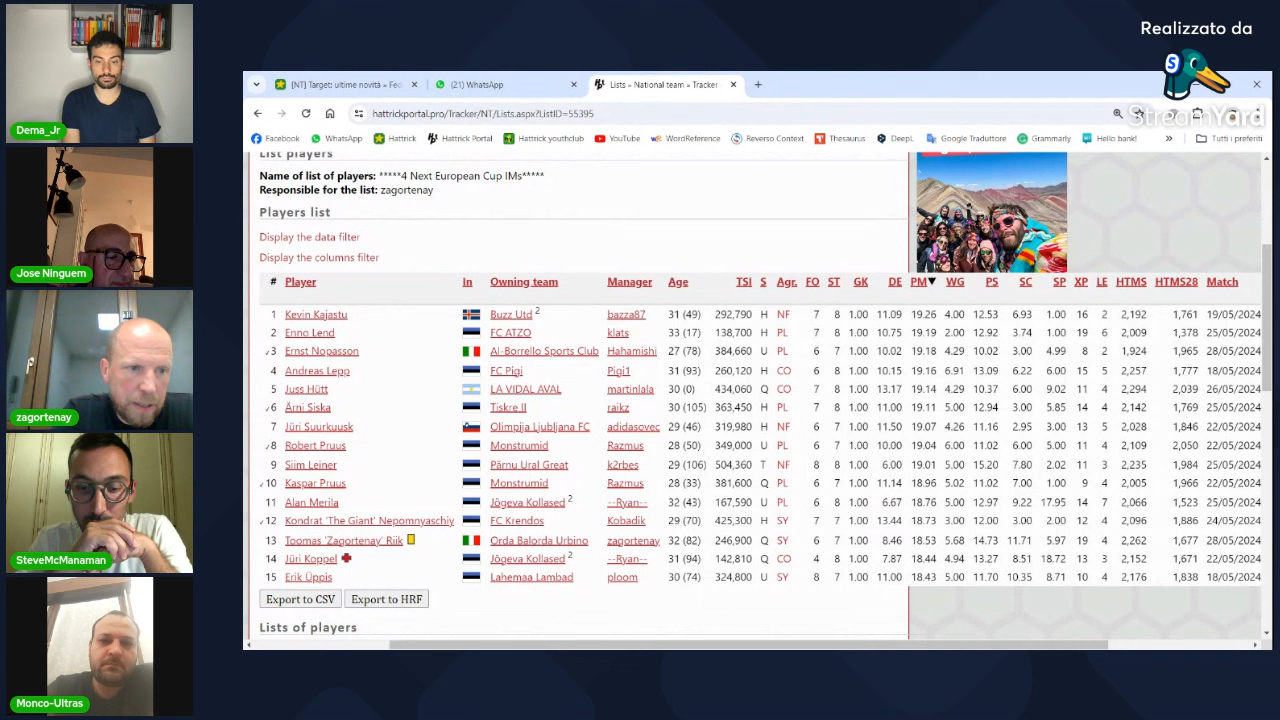 Realizzato da
StreamYard
Dema_Jr
Jose Ninguem
zagortenay
SteveMcManaman
Monco-Ultras
[NT] Target: ultime novità » Fec
(21) WhatsApp
Lists » National team » Tracker
hattrickportal.pro/Tracker/NT/Lists.aspx?ListID=55395
Facebook WhatsApp Hattrick Hattrick Portal Hattrick youthclub YouTube WordReference Reverso Context Thesaurus DeepL Google Traduttore Grammarly Hello bank! » Tutti i preferiti
List players
Name of list of players: *****4 Next European Cup IMs*****
Responsible for the list: zagortenay
Players list
Display the data filter
Display the columns filter
# Player In Owning team Manager Age TSI S Agr. FO ST GK DE PM▼ WG PS SC SP XP LE HTMS HTMS28 Match
1 Kevin Kajastu Buzz Utd 2 bazza87 31 (49) 292,790 H NF 7 8 1.00 11.09 19.26 4.00 12.53 6.93 1.00 16 2 2,192 1,761 19/05/2024
2 Enno Lend FC ATZO klats 33 (17) 138,700 H PL 7 8 1.00 10.75 19.19 2.00 12.92 3.74 1.00 19 6 2,009 1,378 25/05/2024
✓3 Ernst Nopasson Al-Borrello Sports Club Hahamishi 27 (78) 384,660 U PL 6 7 1.00 10.02 19.18 4.29 10.02 3.00 4.99 8 2 1,924 1,965 28/05/2024
4 Andreas Lepp FC Pigi Pigi1 31 (93) 260,120 H CO 6 8 1.00 10.15 19.16 6.91 13.09 6.22 6.00 15 5 2,257 1,777 25/05/2024
5 Juss Hütt LA VIDAL AVAL martinlala 30 (0) 434,060 Q CO 7 8 1.00 13.11 19.14 4.29 10.37 6.00 9.00 11 4 2,294 2,039 25/05/2024
✓6 Árni Siska Tiskre II raikz 30 (105) 363,450 H PL 7 8 1.00 11.00 19.11 5.00 12.94 3.00 5.85 14 4 2,142 1,769 25/05/2024
7 Jüri Suurkuusk Olimpija Ljubljana FC adidasovec 29 (46) 319,980 H NF 7 8 1.00 11.50 19.07 4.00 11.16 2.95 3.00 13 3 2,028 1,846 22/05/2024
✓8 Robert Pruus Monstrumid Razmus 28 (50) 349,000 U PL 6 8 1.00 10.00 19.04 6.00 11.02 3.00 3.00 11 4 2,109 2,050 22/05/2024
9 Siim Leiner Pärnu Ural Great k2rbes 29 (106) 504,360 T NF 8 8 1.00 6.00 19.01 5.00 15.20 7.80 2.02 11 3 2,235 1,984 25/05/2024
✓10 Kaspar Pruus Monstrumid Razmus 28 (33) 381,600 Q PL 6 7 1.00 11.14 18.96 5.02 11.02 7.00 1.00 9 4 2,005 1,966 22/05/2024
11 Alan Merila Jõgeva Kollased 2 --Ryan-- 32 (43) 167,590 U PL 7 8 1.00 6.67 18.76 5.00 12.97 9.22 17.95 14 7 2,066 1,525 25/05/2024
✓12 Kondrat 'The Giant' Nepomnyaschiy FC Krendos Kobadik 29 (70) 425,300 H SY 7 7 1.00 13.44 18.73 3.00 12.00 3.00 2.00 12 4 2,096 1,886 24/05/2024
13 Toomas 'Zagortenay' Riik Orda Balorda Urbino zagortenay 32 (82) 246,900 Q SY 7 8 1.00 8.46 18.53 5.68 14.73 11.71 5.97 19 4 2,262 1,677 28/05/2024
14 Jüri Koppel Jõgeva Kollased 2 --Ryan-- 31 (94) 142,810 Q SY 4 8 1.00 7.87 18.44 4.94 13.27 8.51 18.72 13 3 2,142 1,671 22/05/2024
15 Erik Üppis Lahemaa Lambad ploom 30 (74) 324,800 U SY 8 7 1.00 11.00 18.43 5.00 11.70 10.35 8.71 10 4 2,176 1,838 18/05/2024
Export to CSV Export to HRF
Lists of players